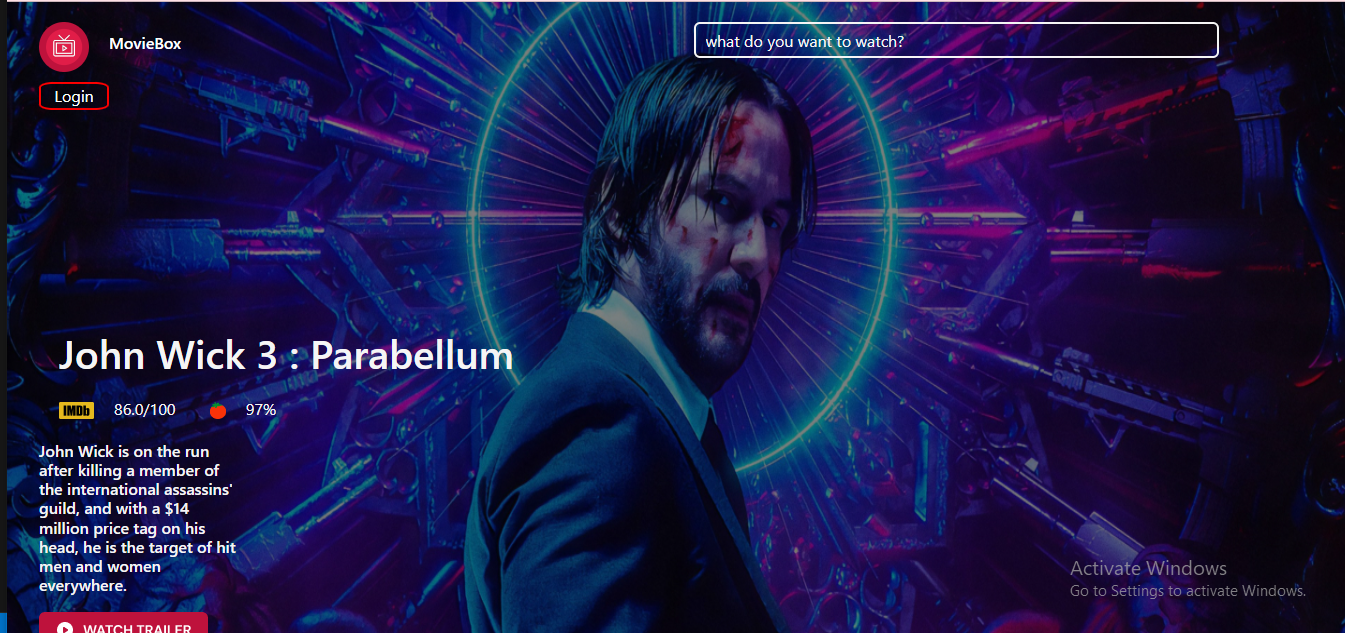 MovieBox
what do you want to watch?
Login
John Wick 3 : Parabellum
IMDb 86.0/100 97%
John Wick is on the run
after killing a member of
the international assassins'
guild, and with a $14
million price tag on his
head, he is the target of hit
men and women
everywhere.
Activate Windows
Go to Settings to activate Windows.
WATCH TRAILER